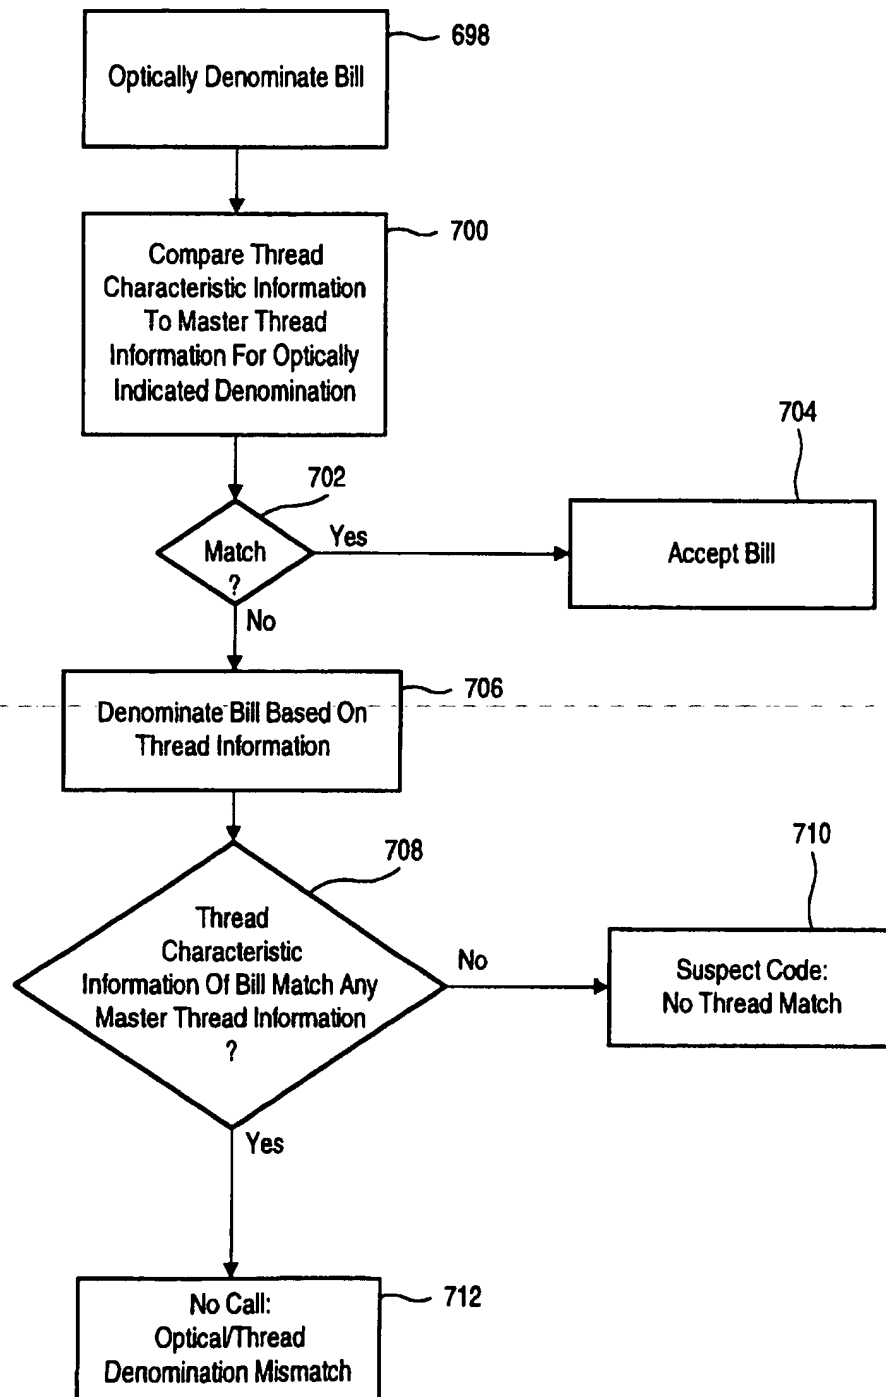 698
Optically Denominate Bill
700
Compare Thread
Characteristic Information
To Master Thread
Information For Optically
Indicated Denomination
704
702
Yes
Match
?
Accept Bill
No
706
Denominate Bill Based On
Thread Information
710
708
Thread
Characteristic
Information Of Bill Match Any
Master Thread Information
?
No
Suspect Code:
No Thread Match
Yes
712
No Call:
Optical/Thread
Denomination Mismatch